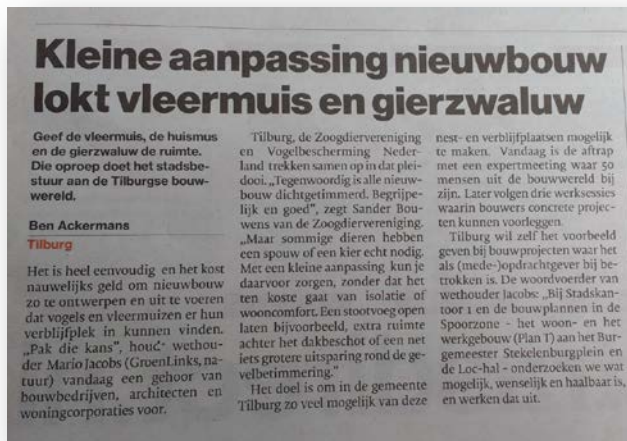 Kleine aanpassing nieuwbouw
lokt vleermuis en gierzwaluw
Geef de vleermuis, de huismus
en de gierzwaluw de ruimte.
Die oproep doet het stadsbe-
stuur aan de Tilburgse bouw-
wereld.
Ben Ackermans
Tilburg
Het is heel eenvoudig en het kost
nauwelijks geld om nieuwbouw
zo te ontwerpen en uit te voeren
dat vogels en vleermuizen er hun
verblijfplek in kunnen vinden.
„Pak die kans”, houdt wethou-
der Mario Jacobs (GroenLinks, na-
tuur) vandaag een gehoor van
bouwbedrijven, architecten en
woningcorporaties voor.
Tilburg, de Zoogdiervereniging
en Vogelbescherming Neder-
land trekken samen op in dat plei-
dooi. „Tegenwoordig is alle nieuw-
bouw dichtgetimmerd. Begrijpe-
lijk en goed”, zegt Sander Bou-
wens van de Zoogdiervereniging.
„Maar sommige dieren hebben
een spouw of een kier echt nodig.
Met een kleine aanpassing kun je
daarvoor zorgen, zonder dat het
ten koste gaat van isolatie of
wooncomfort. Een stootvoeg open
laten bijvoorbeeld, extra ruimte
achter het dakbeschot of een net
iets grotere uitsparing rond de ge-
velbetimmering.”
Het doel is om in de gemeente
Tilburg zo veel mogelijk van deze
nest- en verblijfplaatsen mogelijk
te maken. Vandaag is de aftrap
met een expertmeeting waar 50
mensen uit de bouwwereld bij
zijn. Later volgen drie werksessies
waarin bouwers concrete projec-
ten kunnen voorleggen.
Tilburg wil zelf het voorbeeld
geven bij bouwprojecten waar het
als (mede-)opdrachtgever bij be-
trokken is. De woordvoerder van
wethouder Jacobs: „Bij Stadskan-
toor 1 en de bouwplannen in de
Spoorzone - het woon- en het
werkgebouw (Plan T) aan het Bur-
gemeester Stekelenburgplein en
de Loc-hal - onderzoeken we wat
mogelijk, wenselijk en haalbaar is,
en werken dat uit.